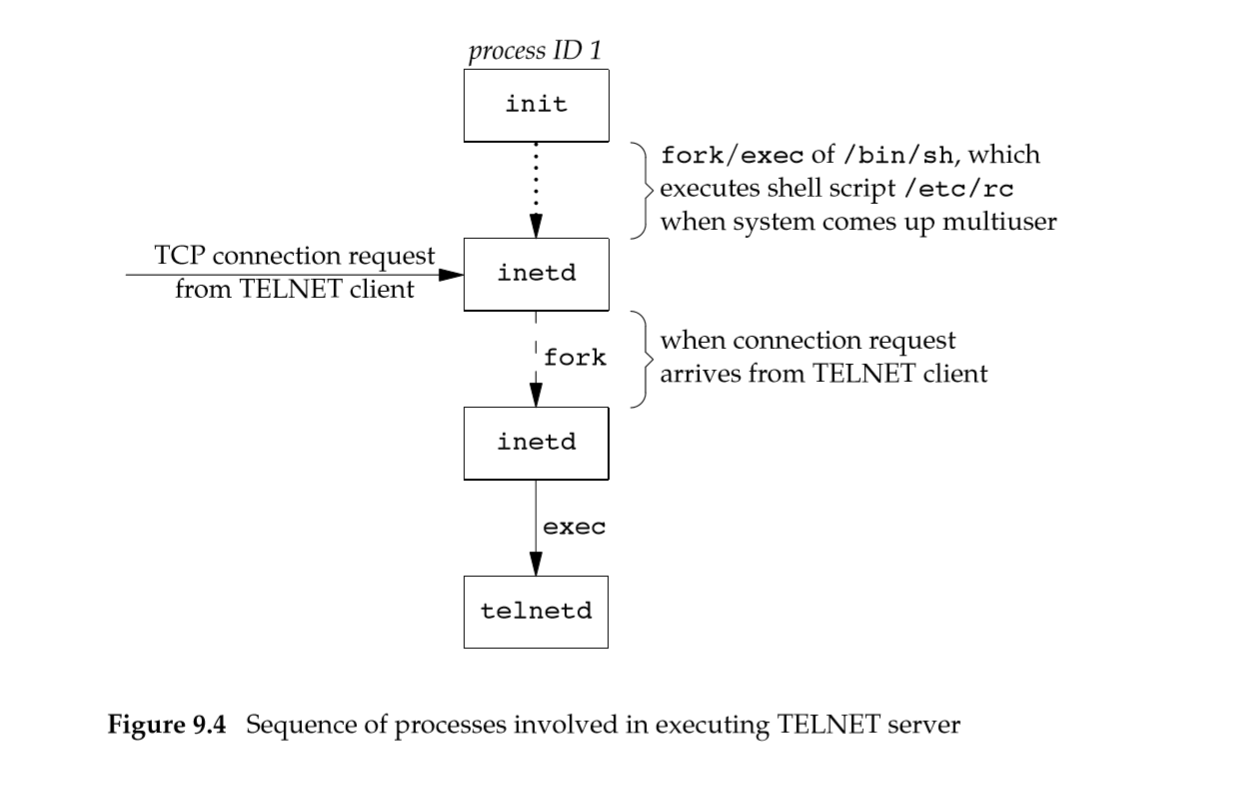 process ID 1
init
fork/exec of /bin/sh, which
executes shell script /etc/rc
when system comes up multiuser
TCP connection request
from TELNET client
inetd
fork
when connection request
arrives from TELNET client
inetd
exec
telnetd
Figure 9.4 Sequence of processes involved in executing TELNET server